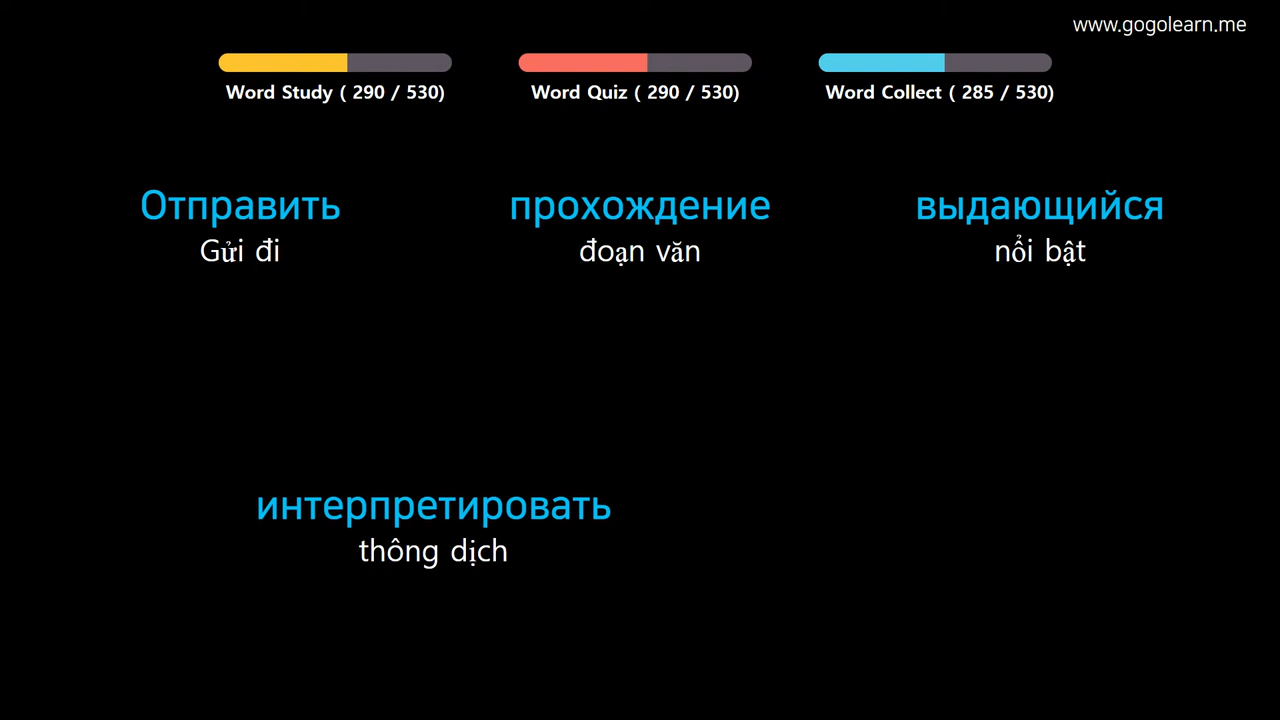 www.gogolearn.me
Word Study ( 290 / 530)
Word Quiz ( 290 / 530)
Word Collect ( 285 / 530)
Отправить
Gửi đi
прохождение
đoạn văn
выдающийся
nổi bật
интерпретировать
thông dịch